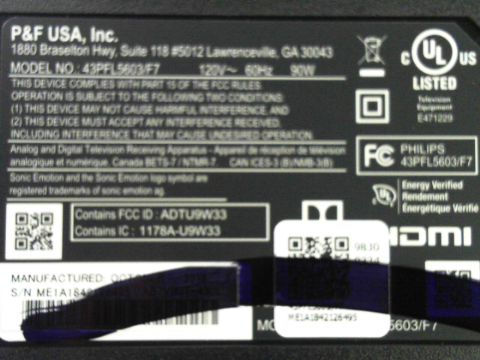 P&F USA, Inc.
1880 Braselton Hwy, Suite 118 #5012 Lawrenceville, GA 30043
MODEL NO : 43PFL5603/F7 120V~ 60Hz 90W
THIS DEVICE COMPLIES WITH PART 15 OF THE FCC RULES.
OPERATION IS SUBJECT TO THE FOLLOWING TWO CONDITIONS:
(1) THIS DEVICE MAY NOT CAUSE HARMFUL INTERFERENCE, AND
(2) THIS DEVICE MUST ACCEPT ANY INTERFERENCE RECEIVED,
INCLUDING INTERFERENCE THAT MAY CAUSE UNDESIRED OPERATION.
Analog and Digital Television Receiving Apparatus - Appareil de réception de télévision
analogique et numérique. Canada BETS-7 / NTMR-7. CAN ICES-3 (B)/NMB-3(B)
Sonic Emotion and the Sonic Emotion logo symbol are
registered trademarks of sonic emotion ag.
Contains FCC ID : ADTU9W33
Contains IC : 1178A-U9W33
C UL US
LISTED
Television
Equipment
E471229
FC PHILIPS
43PFL5603/F7
UL Energy Verified
Rendement
Énergétique Vérifié
HDMI
98.10
MANUFACTURED:
S/N ME1A1842
ME1A1842126495
5603/F7